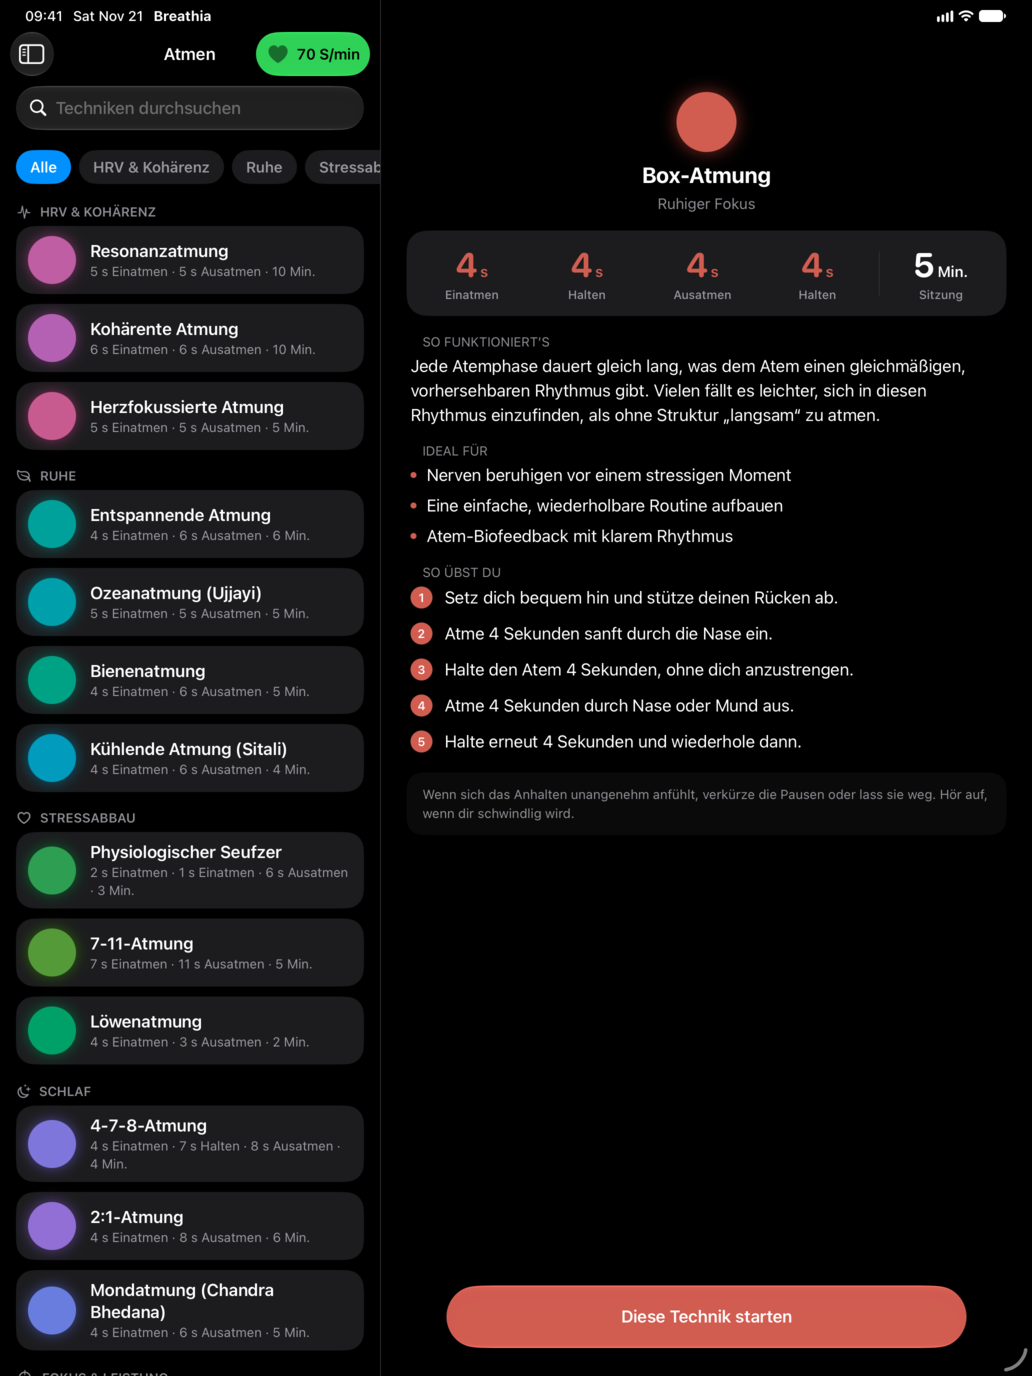 09:41 Sat Nov 21 Breathia
Atmen
70 S/min
Techniken durchsuchen
Alle
HRV & Kohärenz
Ruhe
Stressab
HRV & KOHÄRENZ
Resonanzatmung
5 s Einatmen · 5 s Ausatmen · 10 Min.
Kohärente Atmung
6 s Einatmen · 6 s Ausatmen · 10 Min.
Herzfokussierte Atmung
5 s Einatmen · 5 s Ausatmen · 5 Min.
RUHE
Entspannende Atmung
4 s Einatmen · 6 s Ausatmen · 6 Min.
Ozeanatmung (Ujjayi)
5 s Einatmen · 5 s Ausatmen · 5 Min.
Bienenatmung
4 s Einatmen · 6 s Ausatmen · 5 Min.
Kühlende Atmung (Sitali)
4 s Einatmen · 6 s Ausatmen · 4 Min.
STRESSABBAU
Physiologischer Seufzer
2 s Einatmen · 1 s Einatmen · 6 s Ausatmen
· 3 Min.
7-11-Atmung
7 s Einatmen · 11 s Ausatmen · 5 Min.
Löwenatmung
4 s Einatmen · 3 s Ausatmen · 2 Min.
SCHLAF
4-7-8-Atmung
4 s Einatmen · 7 s Halten · 8 s Ausatmen ·
4 Min.
2:1-Atmung
4 s Einatmen · 8 s Ausatmen · 6 Min.
Mondatmung (Chandra
Bhedana)
4 s Einatmen · 6 s Ausatmen · 5 Min.
FOKUS & LEISTUNG
Box-Atmung
Ruhiger Fokus
4 s
Einatmen
4 s
Halten
4 s
Ausatmen
4 s
Halten
5 Min.
Sitzung
SO FUNKTIONIERT’S
Jede Atemphase dauert gleich lang, was dem Atem einen gleichmäßigen,
vorhersehbaren Rhythmus gibt. Vielen fällt es leichter, sich in diesen
Rhythmus einzufinden, als ohne Struktur „langsam“ zu atmen.
IDEAL FÜR
• Nerven beruhigen vor einem stressigen Moment
• Eine einfache, wiederholbare Routine aufbauen
• Atem-Biofeedback mit klarem Rhythmus
SO ÜBST DU
1 Setz dich bequem hin und stütze deinen Rücken ab.
2 Atme 4 Sekunden sanft durch die Nase ein.
3 Halte den Atem 4 Sekunden, ohne dich anzustrengen.
4 Atme 4 Sekunden durch Nase oder Mund aus.
5 Halte erneut 4 Sekunden und wiederhole dann.
Wenn sich das Anhalten unangenehm anfühlt, verkürze die Pausen oder lass sie weg. Hör auf,
wenn dir schwindlig wird.
Diese Technik starten